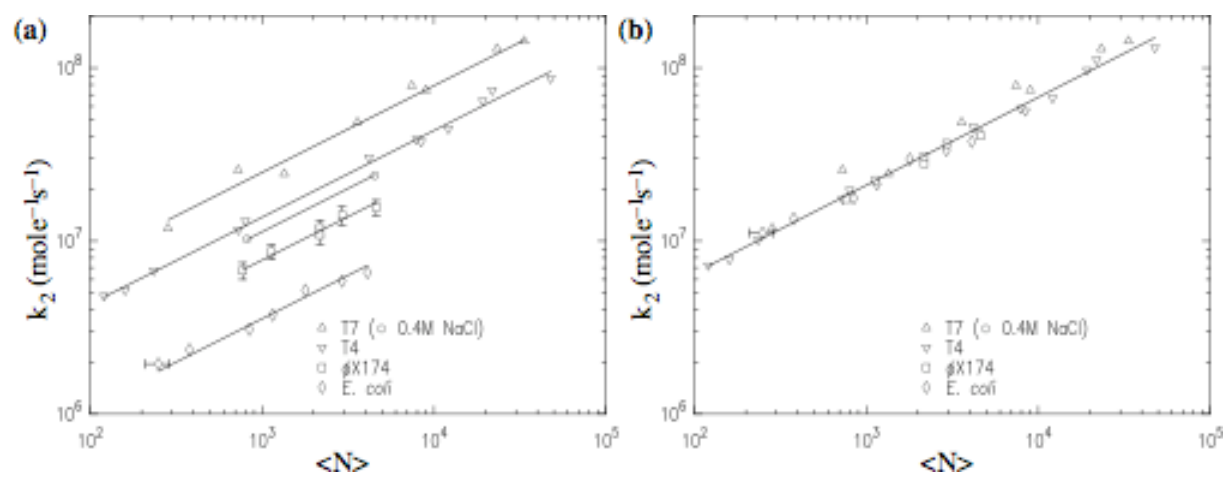 (a)
10⁸
10⁷
10⁶
k₂ (mole⁻¹s⁻¹)
△ T7 (○ 0.4M NaCl)
▽ T4
□ ϕX174
◇ E. coli
10² 10³ 10⁴ 10⁵
<N>
(b)
10⁸
10⁷
10⁶
k₂ (mole⁻¹s⁻¹)
△ T7 (○ 0.4M NaCl)
▽ T4
□ ϕX174
◇ E. coli
10² 10³ 10⁴ 10⁵
<N>